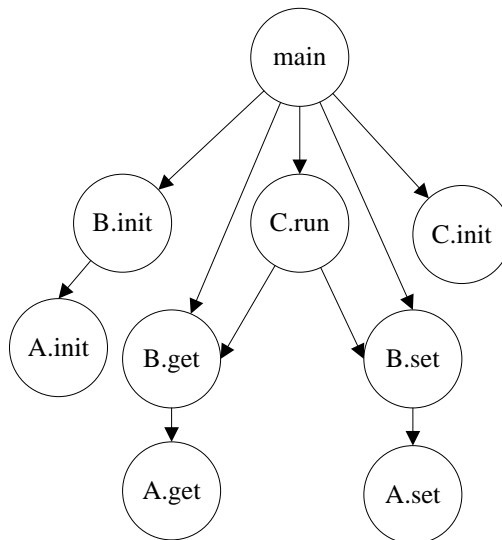 main
B.init
C.run
C.init
A.init
B.get
B.set
A.get
A.set